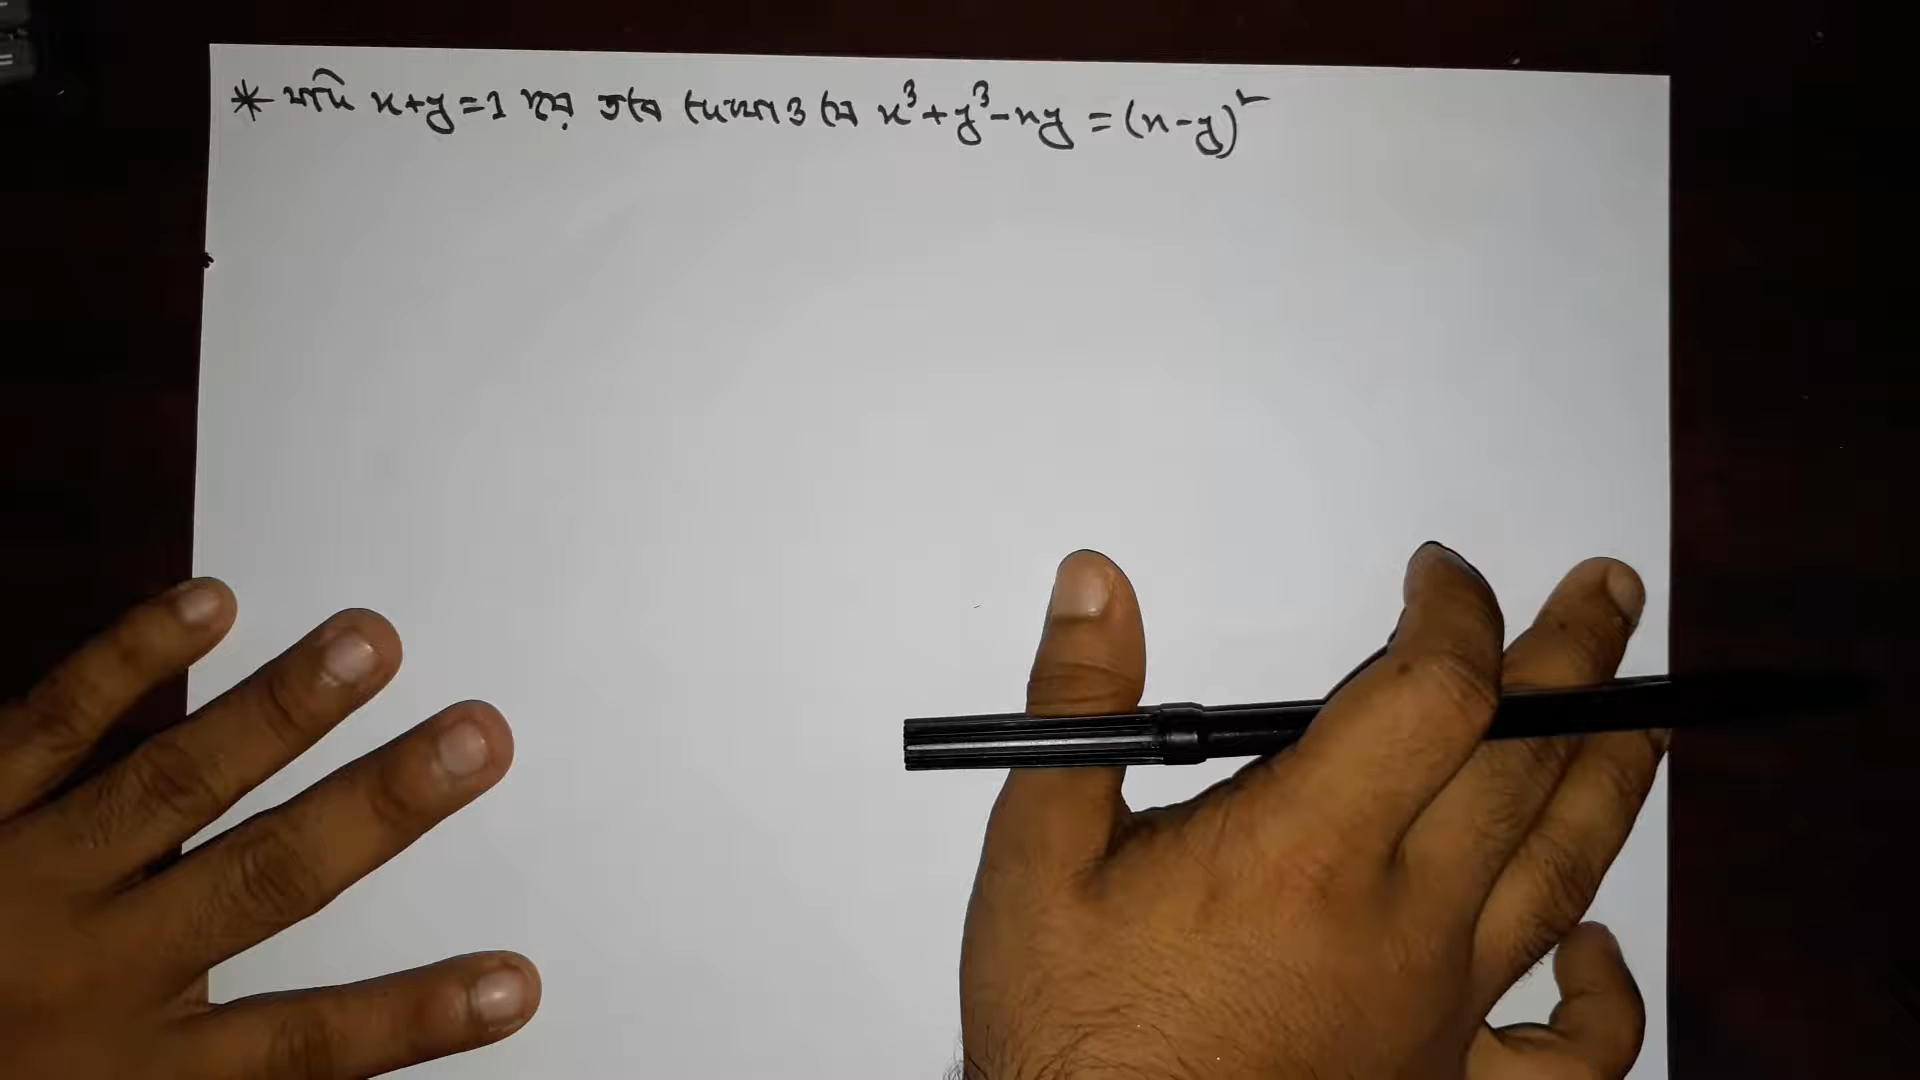 * যদি x+y=1 হয় তবে দেখাও যে x³+y³-xy = (x-y)²